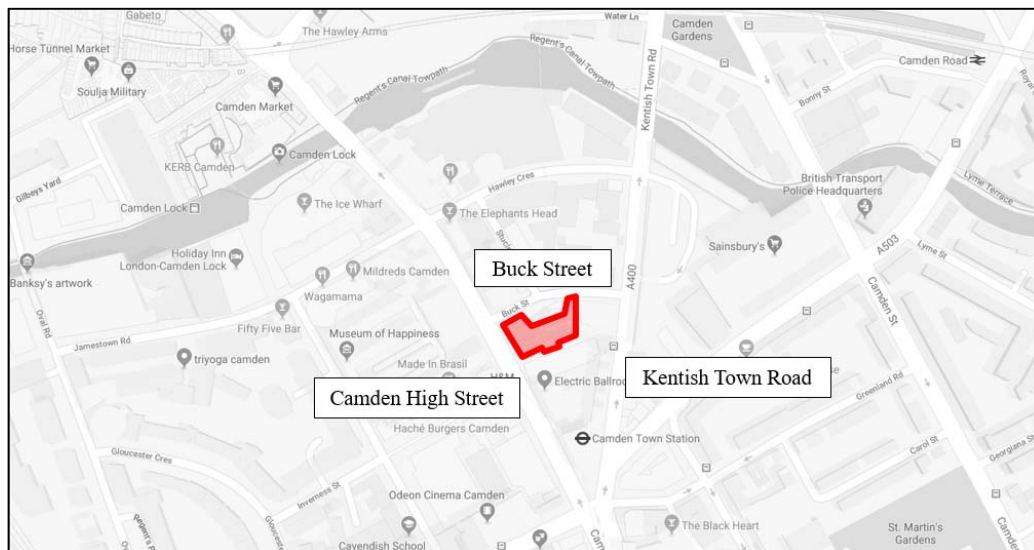 Gabeto
The Hawley Arms
Water Ln
Camden
Gardens
Horse Tunnel Market
Regent's Canal Towpath
Kentish Town Rd
Camden Road
Soulja Military
Regent's Canal Towpath
Bonny St
Camden Market
KERB Camden
Camden Lock
Gilbeys Yard
British Transport
Police Headquarters
Lyme Terrace
Hawley Cres
Camden Lock
The Ice Wharf
The Elephants Head
Sainsbury's
A503
Lyme St
Holiday Inn
London-Camden Lock
Buck Street
Banksy's artwork
Mildreds Camden
A400
Camden St
Wagamama
Buck St
Oval Rd
Fifty Five Bar
Museum of Happiness
Jamestown Rd
triyoga camden
Made In Brasil
Kentish Town Road
Camden High Street
H&M
Electric Ballro
Greenland Rd
Haché Burgers Camden
Camden Town Station
Gloucester Cres
Carol St
Georgiana St
Inverness St
Odeon Cinema Camden
The Black Heart
St. Martin's
Gardens
Cavendish School